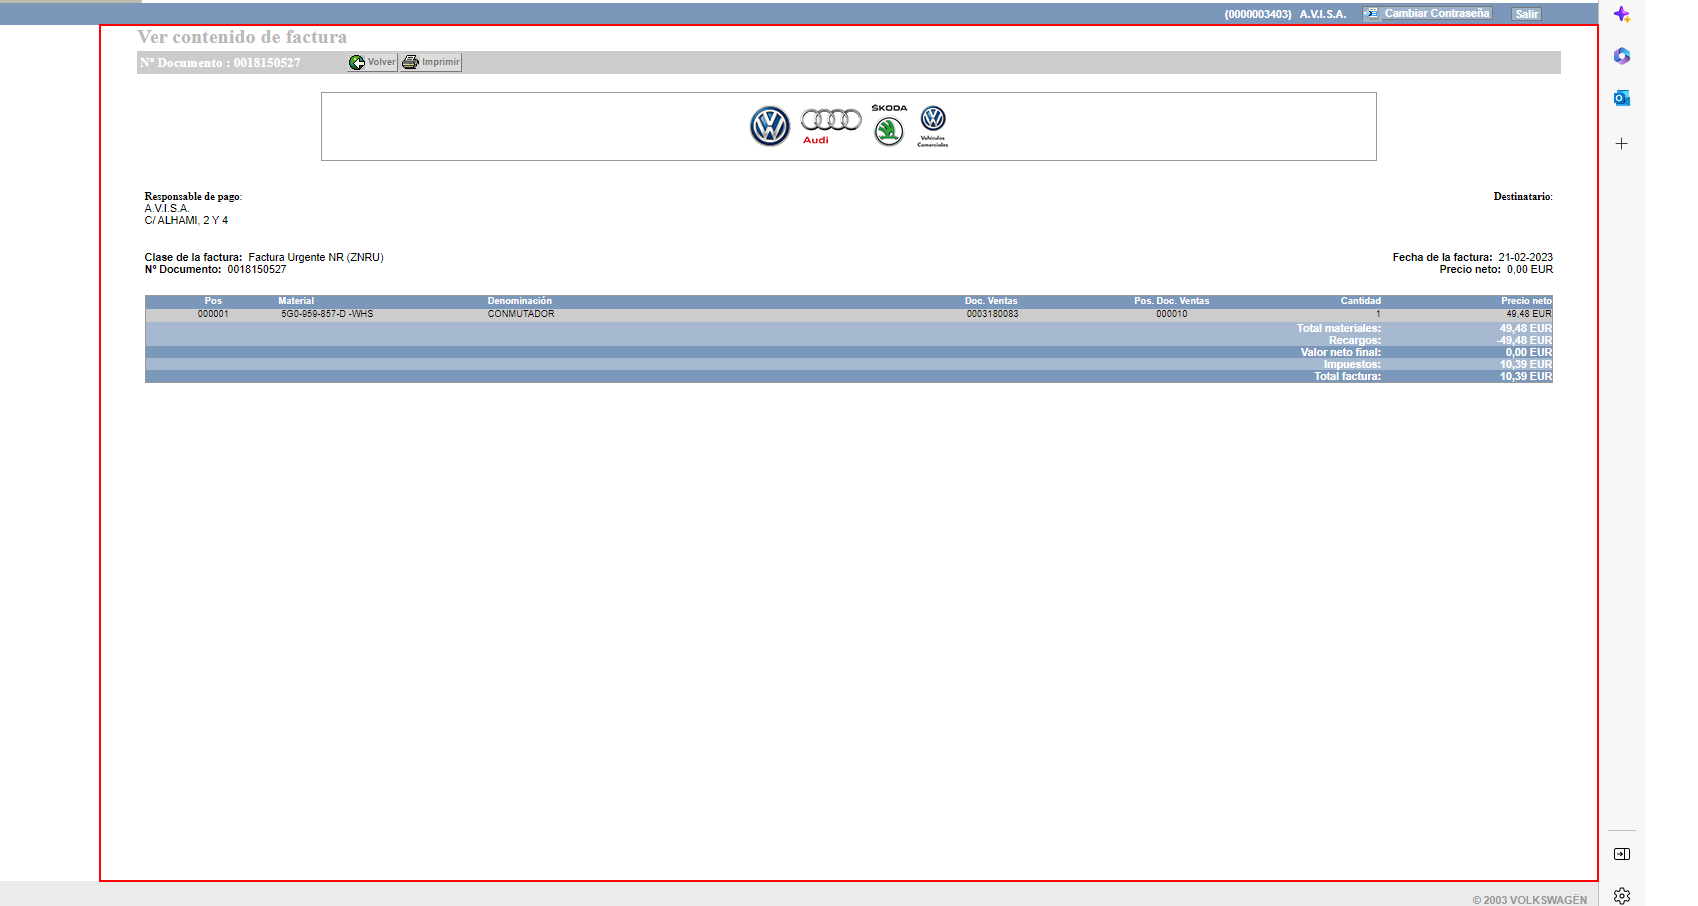 (0000003403) A.V.I.S.A. Cambiar Contraseña Salir
Ver contenido de factura
Nº Documento : 0018150527 Volver Imprimir
Audi
ŠKODA
Vehículos
Comerciales
Responsable de pago: Destinatario:
A.V.I.S.A.
C/ ALHAMI, 2 Y 4
Clase de la factura: Factura Urgente NR (ZNRU) Fecha de la factura: 21-02-2023
Nº Documento: 0018150527 Precio neto: 0,00 EUR
Pos Material Denominación Doc. Ventas Pos. Doc. Ventas Cantidad Precio neto
000001 5G0-959-857-D -WHS CONMUTADOR 0003180083 000010 1 49,48 EUR
Total materiales: 49,48 EUR
Recargos: -49,48 EUR
Valor neto final: 0,00 EUR
Impuestos: 10,39 EUR
Total factura: 10,39 EUR
© 2003 VOLKSWAGËN